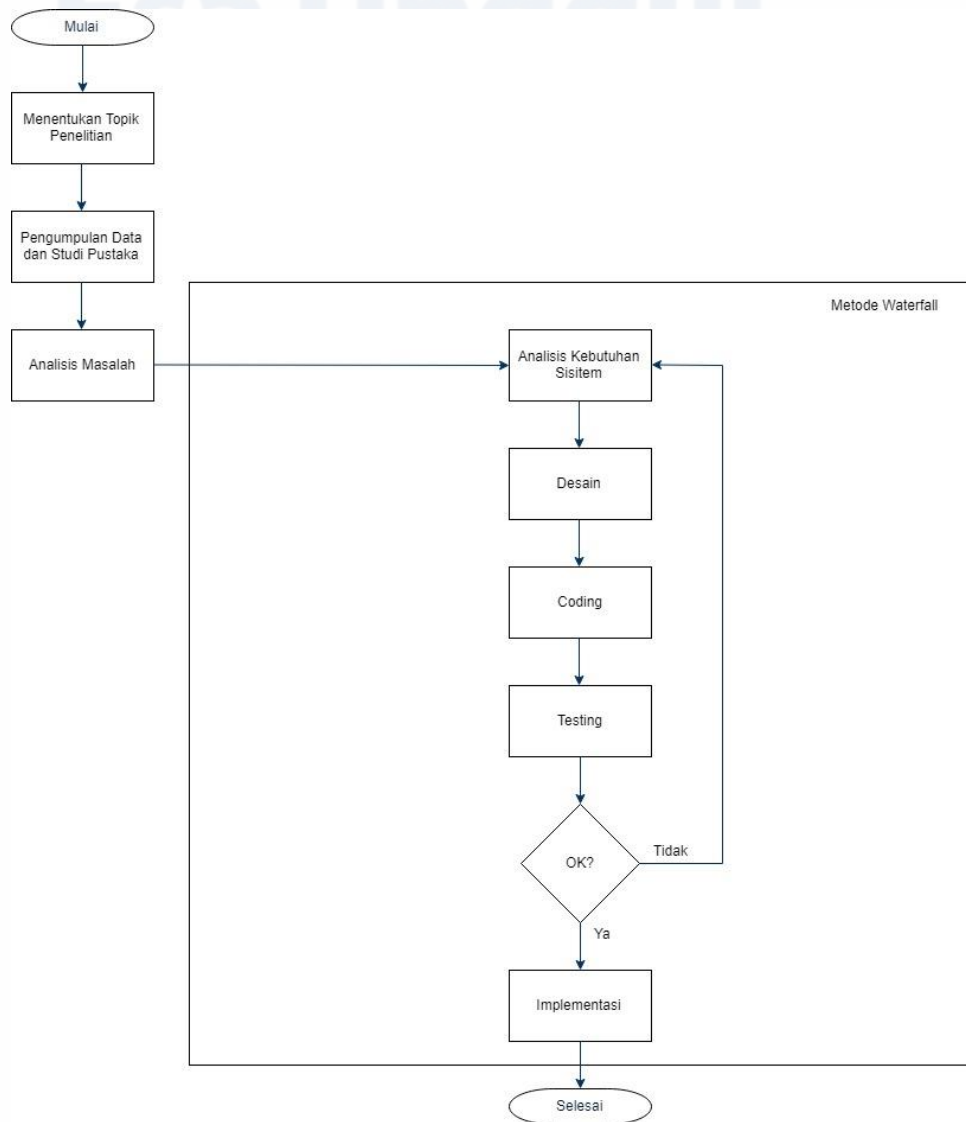 Mulai
Menentukan Topik
Penelitian
Pengumpulan Data
dan Studi Pustaka
Analisis Masalah
Metode Waterfall
Analisis Kebutuhan
Sisitem
Desain
Coding
Testing
OK?
Tidak
Ya
Implementasi
Selesai